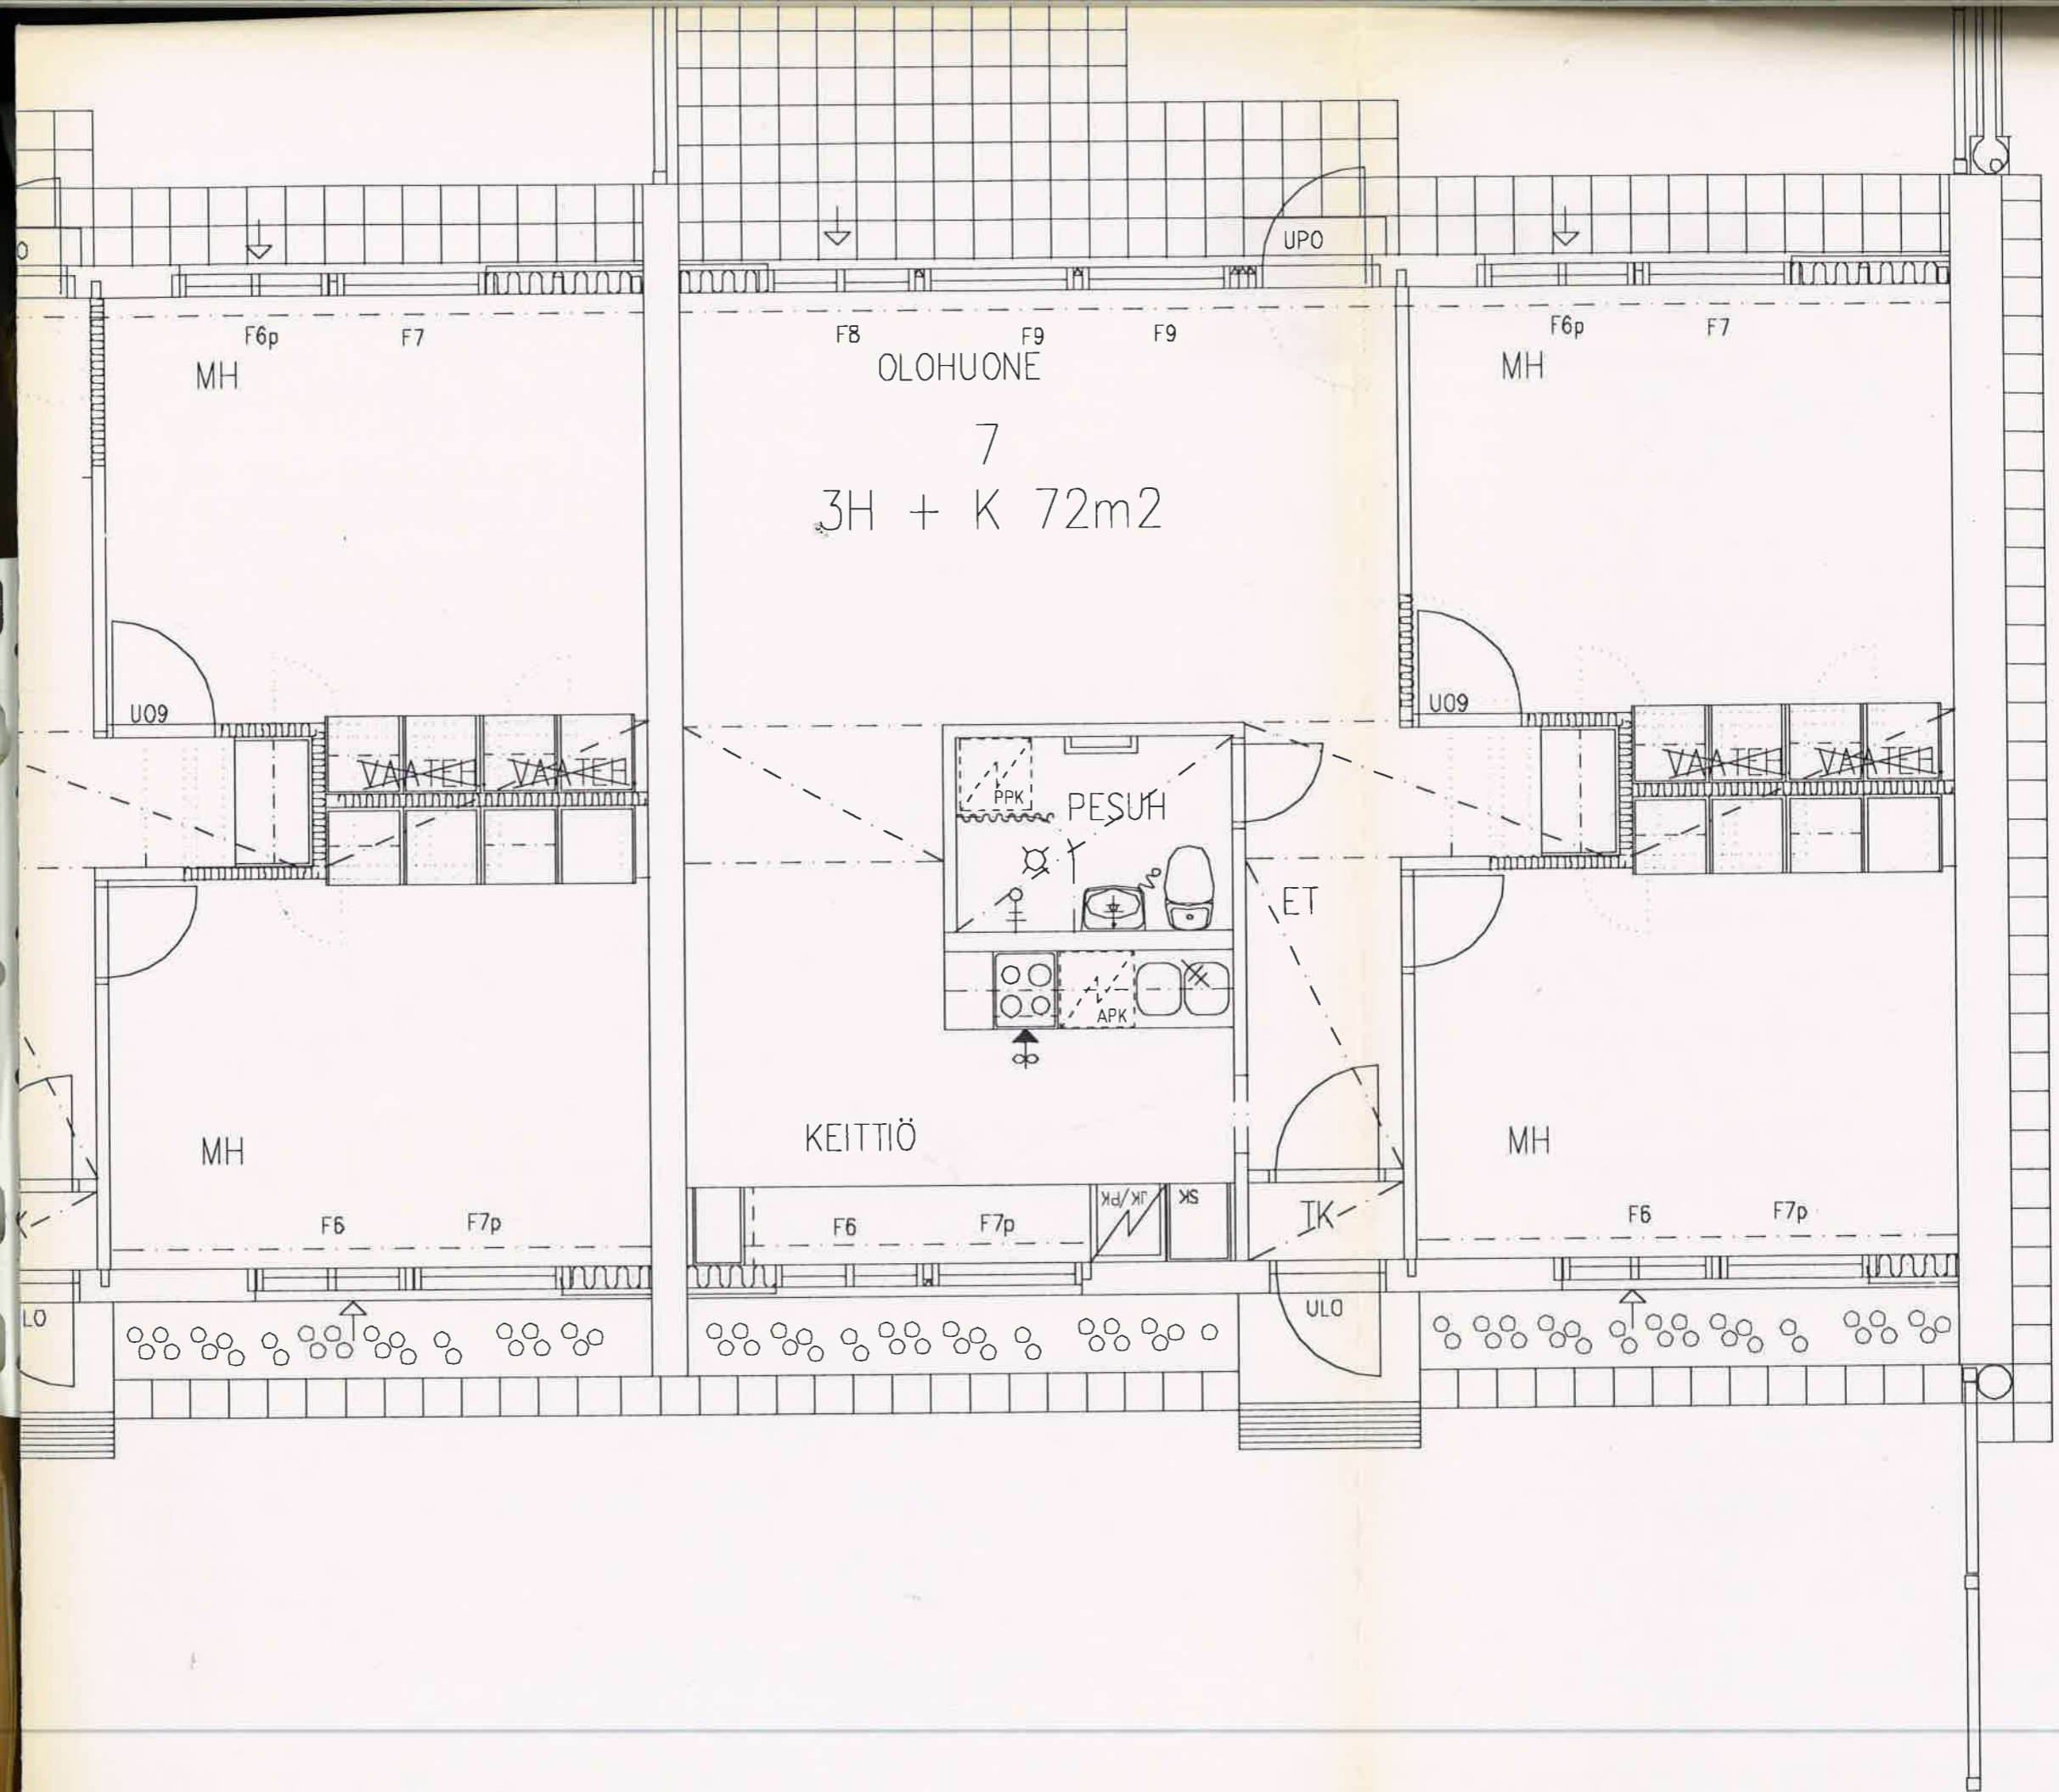 UPO
F6p
F7
F8
F9
F9
F6p
F7
MH
OLOHUONE
MH
7
3H + K 72m2
U09
U09
VAATEH
VAATEH
VAATEH
VAATEH
PPK
PESUH
ET
APK
KEITTIÖ
MH
MH
JK/PK
SK
TK
F6
F7p
F6
F7p
F6
F7p
LO
ULO